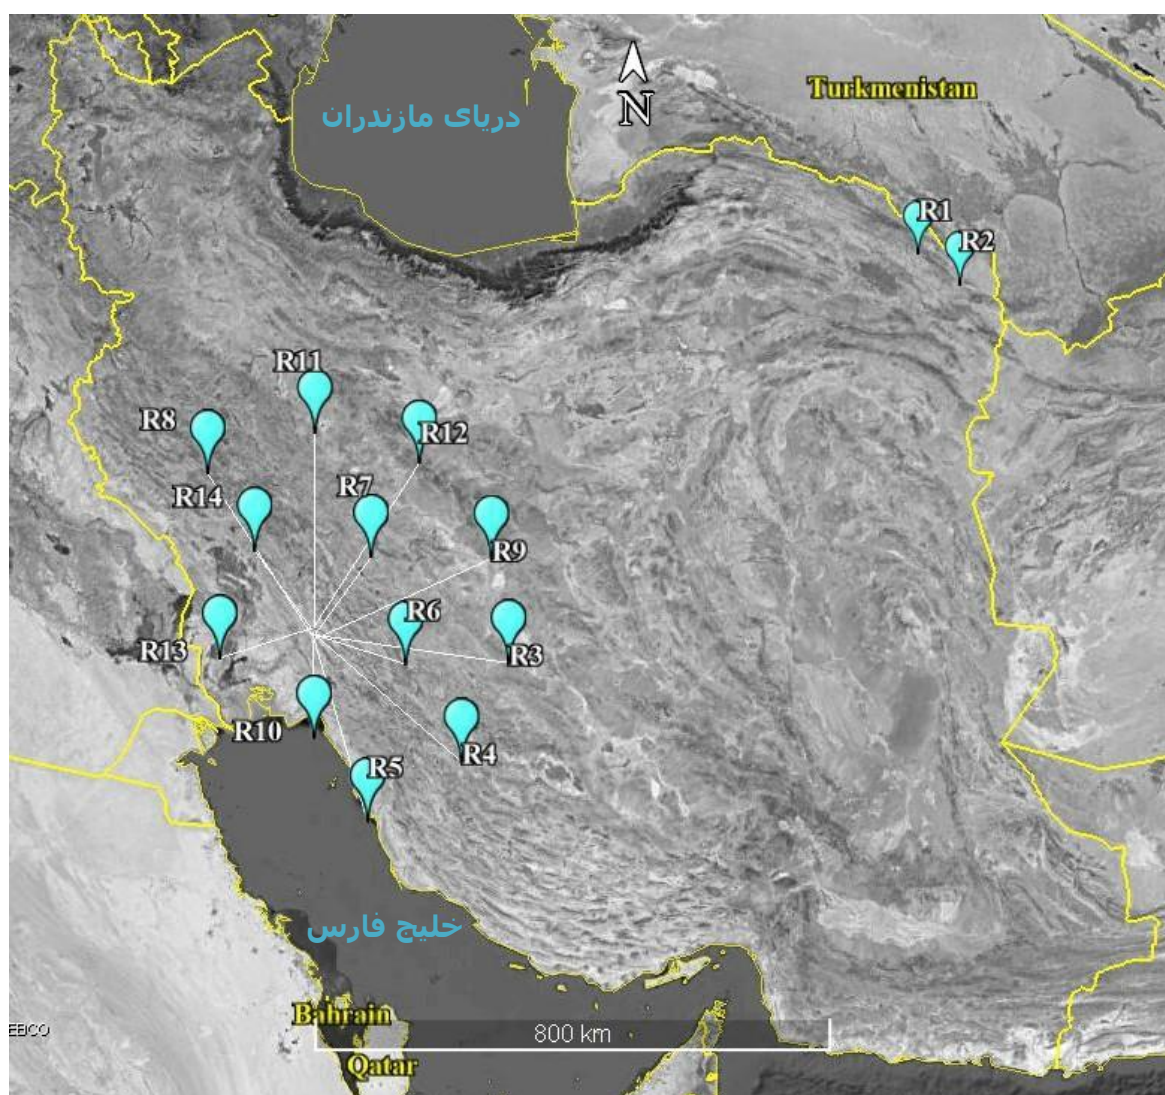 Turkmenistan
دریای مازندران
N
R1
R2
R11
R8
R12
R14
R7
R9
R6
R13
R3
R10
R4
R5
خلیج فارس
Bahrain
EBCO
800 km
Qatar